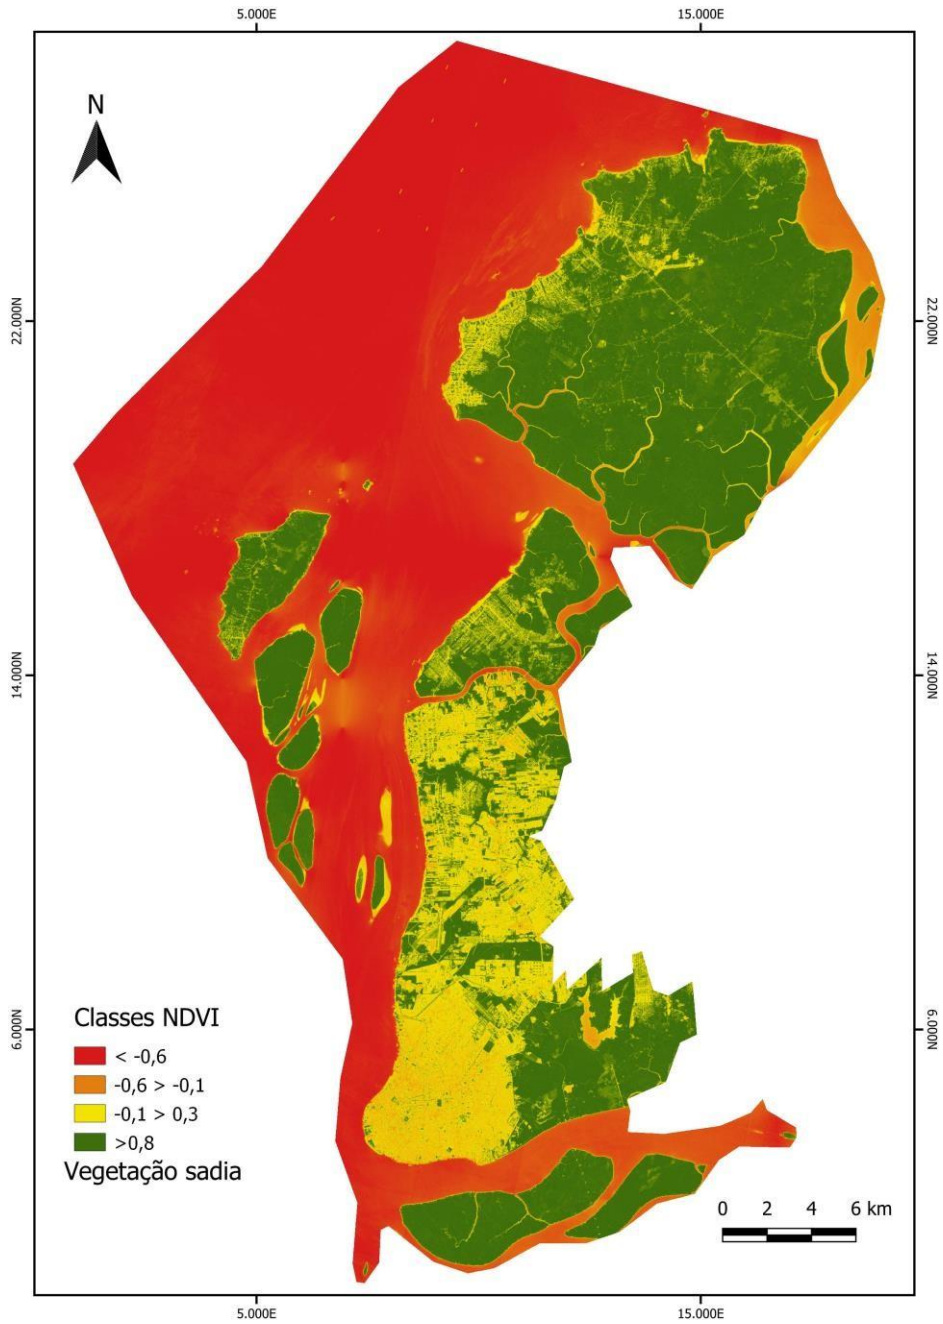 5.000E 15.000E
N
22.000N 22.000N
14.000N 14.000N
6.000N 6.000N
Classes NDVI
< -0,6
-0,6 > -0,1
-0,1 > 0,3
>0,8
Vegetação sadia
0 2 4 6 km
5.000E 15.000E